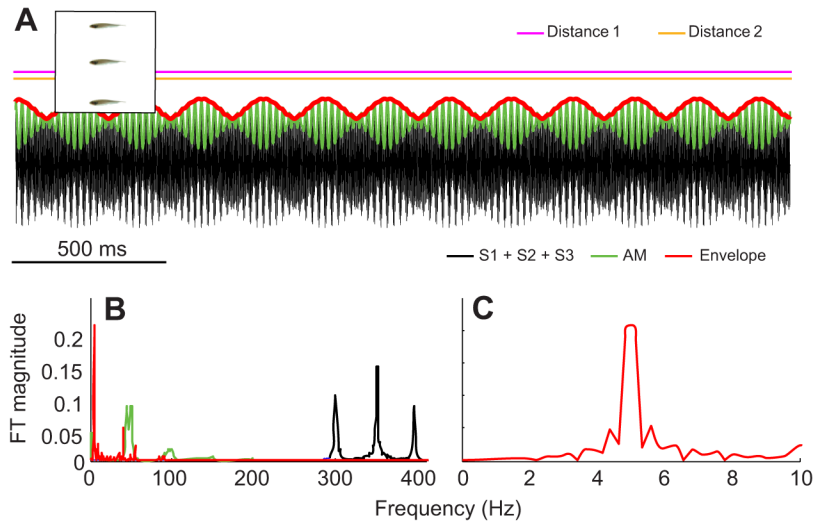 A
Distance 1
Distance 2
500 ms
S1 + S2 + S3
AM
Envelope
B
C
FT magnitude
0.2
0.15
0.1
0.05
0
0 100 200 300 400
0 2 4 6 8 10
Frequency (Hz)